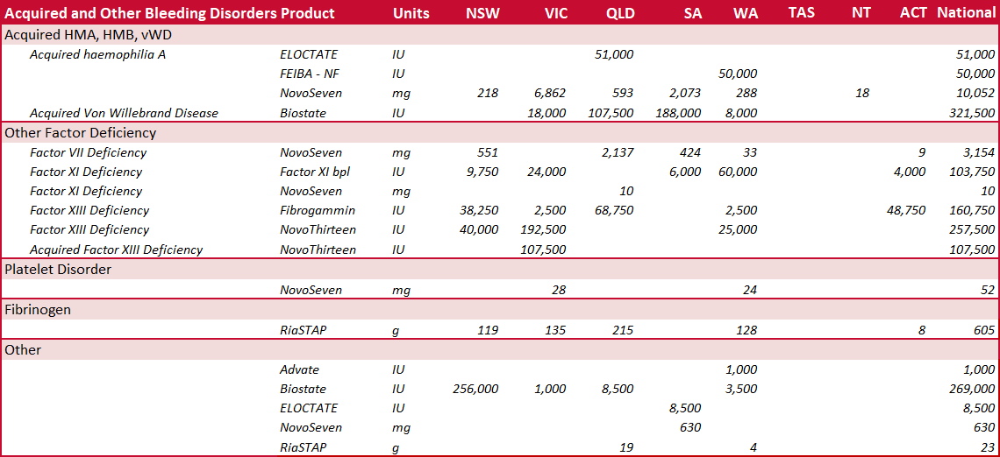 Acquired and Other Bleeding Disorders Product Units NSW VIC QLD SA WA TAS NT ACT National
Acquired HMA, HMB, vWD
Acquired haemophilia A ELOCTATE IU 51,000 51,000
FEIBA - NF IU 50,000 50,000
NovoSeven mg 218 6,862 593 2,073 288 18 10,052
Acquired Von Willebrand Disease Biostate IU 18,000 107,500 188,000 8,000 321,500
Other Factor Deficiency
Factor VII Deficiency NovoSeven mg 551 2,137 424 33 9 3,154
Factor XI Deficiency Factor XI bpl IU 9,750 24,000 6,000 60,000 4,000 103,750
Factor XI Deficiency NovoSeven mg 10 10
Factor XIII Deficiency Fibrogammin IU 38,250 2,500 68,750 2,500 48,750 160,750
Factor XIII Deficiency NovoThirteen IU 40,000 192,500 25,000 257,500
Acquired Factor XIII Deficiency NovoThirteen IU 107,500 107,500
Platelet Disorder
NovoSeven mg 28 24 52
Fibrinogen
RiaSTAP g 119 135 215 128 8 605
Other
Advate IU 1,000 1,000
Biostate IU 256,000 1,000 8,500 3,500 269,000
ELOCTATE IU 8,500 8,500
NovoSeven mg 630 630
RiaSTAP g 19 4 23